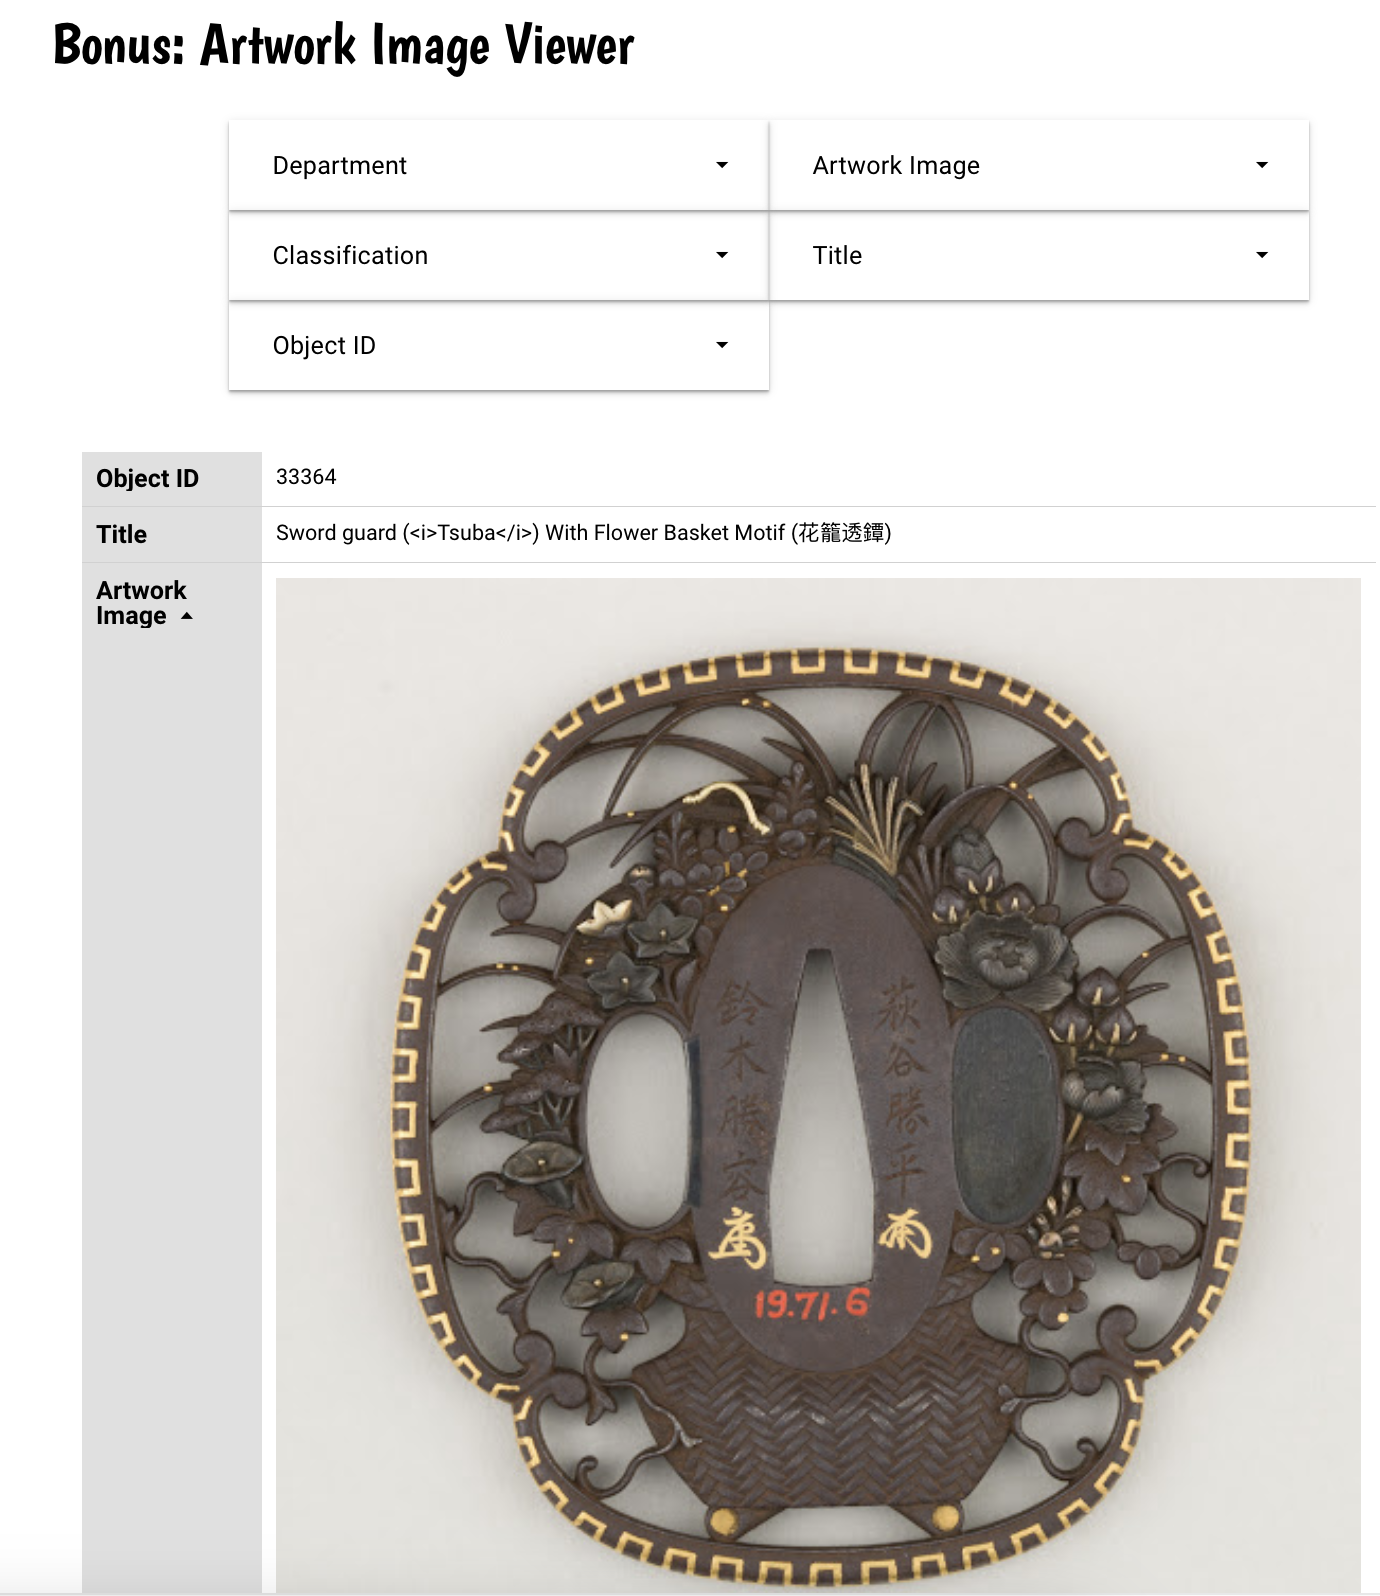 Bonus: Artwork Image Viewer
Department
Artwork Image
Classification
Title
Object ID
Object ID
33364
Title
Sword guard (<i>Tsuba</i>) With Flower Basket Motif (花籠透鐔)
Artwork
Image
萩谷勝平
鈴木勝容
19.71.6